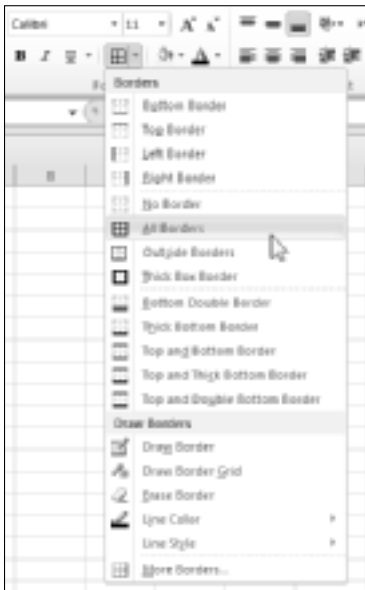 Calibri 11 A A
B I U A
Borders
Bottom Border
Top Border
Left Border
Right Border
No Border
All Borders
Outside Borders
Thick Box Border
Bottom Double Border
Thick Bottom Border
Top and Bottom Border
Top and Thick Bottom Border
Top and Double Bottom Border
Draw Borders
Draw Border
Draw Border Grid
Erase Border
Line Color
Line Style
More Borders...